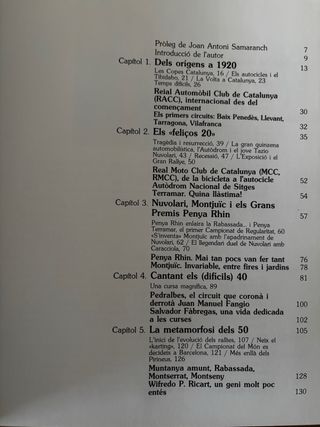 Pròleg de Joan Antoni Samaranch 7
Introducció de l'autor 9
Capítol 1. Dels orígens a 1920 13
Les Copes Catalunya, 16 / Els autocicles i el
Tibidabo, 21 / La Volta a Catalunya, 23
Temps difícils, 26
Reial Automòbil Club de Catalunya
(RACC), internacional des del
començament 30
Els primers circuits: Baix Penedès, Llevant,
Tarragona, Vilafranca 32
Capítol 2. Els «feliços 20» 35
Tragèdia i resurrecció, 39 / La gran quinzena
automobilística, l'Autòdrom i el jove Tazio
Nuvolari, 43 / Recessió, 47 / L'Exposició i el
Gran Rallye, 50
Real Moto Club de Catalunya (MCC,
RMCC), de la bicicleta a l'autocicle 52
Autòdrom Nacional de Sitges
Terramar. Quina llàstima! 54
Capítol 3. Nuvolari, Montjuïc i els Grans
Premis Penya Rhin 57
Penya Rhin enlaira la Rabassada... i Penya
Terramar, el primer Campionat de Regularitat, 60
«S'inventa» Montjuïc amb l'apadrinament de
Nuvolari, 62 / El llegendari duel de Nuvolari amb
Caracciola, 70
Penya Rhin. Mai tan pocs van fer tant 76
Montjuïc. Invariable, entre fires i jardins 78
Capítol 4. Cantant els (difícils) 40 81
Una cursa magnífica, 89
Pedralbes, el circuit que coronà i
derrotà Juan Manuel Fangio 100
Salvador Fàbregas, una vida dedicada
a les curses 102
Capítol 5. La metamorfosi dels 50 105
L'inici de l'evolució dels rallies, 107 / Neix el
«karting», 120 / El Campionat del Món es
decideix a Barcelona, 121 / Més enllà dels
Pirineus, 126
Muntanya amunt, Rabassada,
Montserrat, Montseny 128
Wifredo P. Ricart, un geni molt poc
entés 130